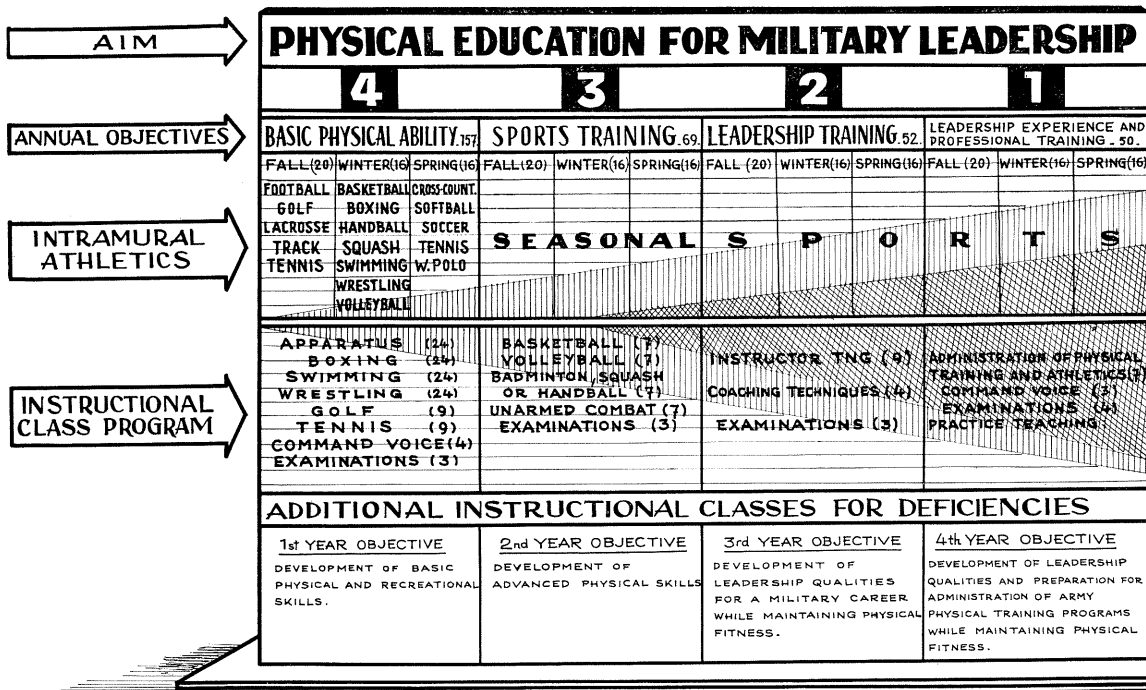 AIM
PHYSICAL EDUCATION FOR MILITARY LEADERSHIP
4 3 2 1
ANNUAL OBJECTIVES
BASIC PHYSICAL ABILITY.157.
SPORTS TRAINING.69.
LEADERSHIP TRAINING.52.
LEADERSHIP EXPERIENCE AND
PROFESSIONAL TRAINING - 50.
FALL (20) WINTER(16) SPRING(16) FALL (20) WINTER(16) SPRING(16) FALL (20) WINTER(16) SPRING(16) FALL (20) WINTER(16) SPRING(16)
INTRAMURAL
ATHLETICS
FOOTBALL BASKETBALL CROSS-COUNT.
GOLF BOXING SOFTBALL
LACROSSE HANDBALL SOCCER
TRACK SQUASH TENNIS
TENNIS SWIMMING W.POLO
WRESTLING
VOLLEYBALL
SEASONAL SPORTS
INSTRUCTIONAL
CLASS PROGRAM
APPARATUS (24)
BOXING (24)
SWIMMING (24)
WRESTLING (24)
GOLF (9)
TENNIS (9)
COMMAND VOICE(4)
EXAMINATIONS (3)
BASKETBALL (7)
VOLLEYBALL (7)
BADMINTON, SQUASH
OR HANDBALL (7)
UNARMED COMBAT (7)
EXAMINATIONS (3)
INSTRUCTOR TNG (9)
COACHING TECHNIQUES (4)
EXAMINATIONS (3)
ADMINISTRATION OF PHYSICAL
TRAINING AND ATHLETICS(7)
COMMAND VOICE (3)
EXAMINATIONS (4)
PRACTICE TEACHING
ADDITIONAL INSTRUCTIONAL CLASSES FOR DEFICIENCIES
1st YEAR OBJECTIVE
DEVELOPMENT OF BASIC
PHYSICAL AND RECREATIONAL
SKILLS.
2nd YEAR OBJECTIVE
DEVELOPMENT OF
ADVANCED PHYSICAL SKILLS
3rd YEAR OBJECTIVE
DEVELOPMENT OF
LEADERSHIP QUALITIES
FOR A MILITARY CAREER
WHILE MAINTAINING PHYSICAL
FITNESS.
4th YEAR OBJECTIVE
DEVELOPMENT OF LEADERSHIP
QUALITIES AND PREPARATION FOR
ADMINISTRATION OF ARMY
PHYSICAL TRAINING PROGRAMS
WHILE MAINTAINING PHYSICAL
FITNESS.